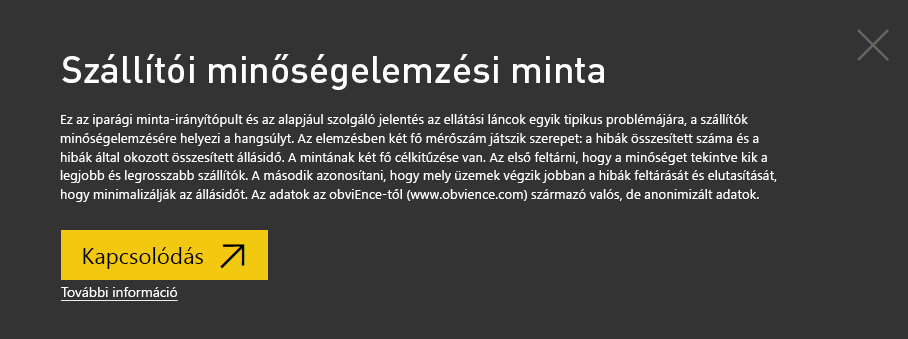 Szállítói minőségelemzési minta
Ez az iparági minta-irányítópult és az alapjául szolgáló jelentés az ellátási láncok egyik tipikus problémájára, a szállítók
minőségelemzésére helyezi a hangsúlyt. Az elemzésben két fő mérőszám játszik szerepet: a hibák összesített száma és a
hibák által okozott összesített állásidő. A mintának két fő célkitűzése van. Az első feltárni, hogy a minőséget tekintve kik a
legjobb és legrosszabb szállítók. A második azonosítani, hogy mely üzemek végzik jobban a hibák feltárását és elutasítását,
hogy minimalizálják az állásidőt. Az adatok az obviEnce-től (www.obvience.com) származó valós, de anonimizált adatok.
Kapcsolódás
További információ